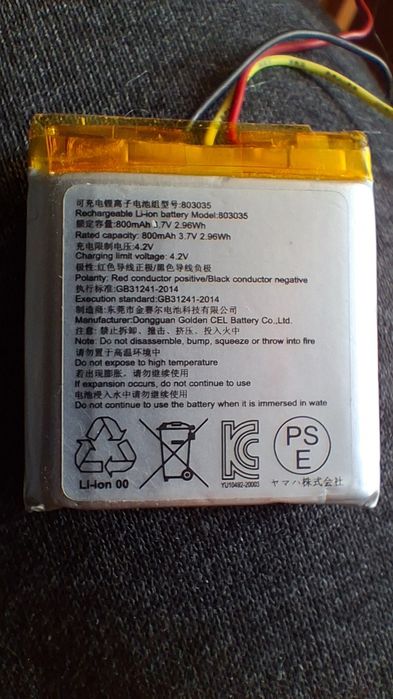 可充电锂离子电池组型号:803035
Rechargeable Li-ion battery Model:803035
额定容量:800mAh 3.7V 2.96Wh
Rated capacity: 800mAh 3.7V 2.96Wh
充电限制电压:4.2V
Charging limit voltage: 4.2V
极性:红色导线正极/黑色导线负极
Polarity: Red conductor positive/Black conductor negative
执行标准:GB31241-2014
Execution standard:GB31241-2014
制造商:东莞市金赛尔电池科技有限公司
Manufacturer:Dongguan Golden CEL Battery Co.,Ltd.
注意:禁止拆卸、撞击、挤压、投入火中
Note: Do not disassemble, bump, squeeze or throw into fire
请勿置于高温环境中
Do not expose to high temperature
若出现膨胀，请勿继续使用
If expansion occurs, do not continue to use
电池浸入水中请勿继续使用
Do not continue to use the battery when it is immersed in wate
Li-ion 00
YU10492-20003
PS
E
ヤマハ株式会社